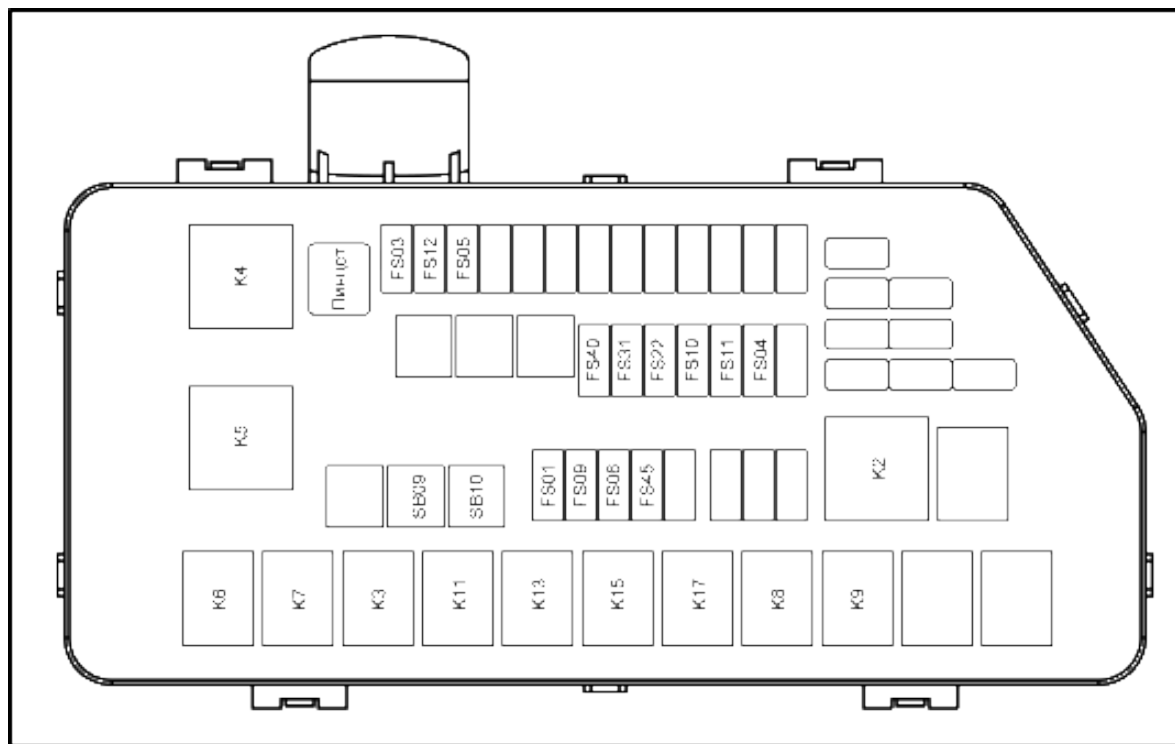 K4
Пинцет
FS03
FS12
FS05
FS40
FS31
FS22
FS10
FS11
FS04
K5
SB09
SB10
FS01
FS09
FS06
FS45
K2
K6
K7
K3
K11
K13
K15
K17
K8
K9